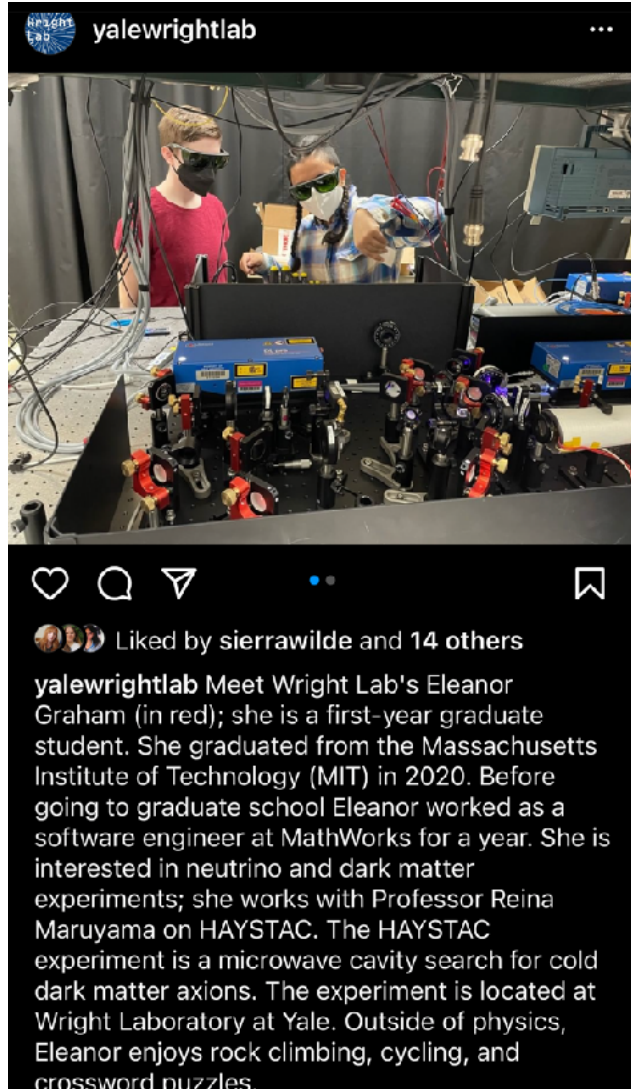 Wright
Lab
yalewrightlab
Liked by sierrawilde and 14 others
yalewrightlab Meet Wright Lab's Eleanor
Graham (in red); she is a first-year graduate
student. She graduated from the Massachusetts
Institute of Technology (MIT) in 2020. Before
going to graduate school Eleanor worked as a
software engineer at MathWorks for a year. She is
interested in neutrino and dark matter
experiments; she works with Professor Reina
Maruyama on HAYSTAC. The HAYSTAC
experiment is a microwave cavity search for cold
dark matter axions. The experiment is located at
Wright Laboratory at Yale. Outside of physics,
Eleanor enjoys rock climbing, cycling, and
crossword puzzles.